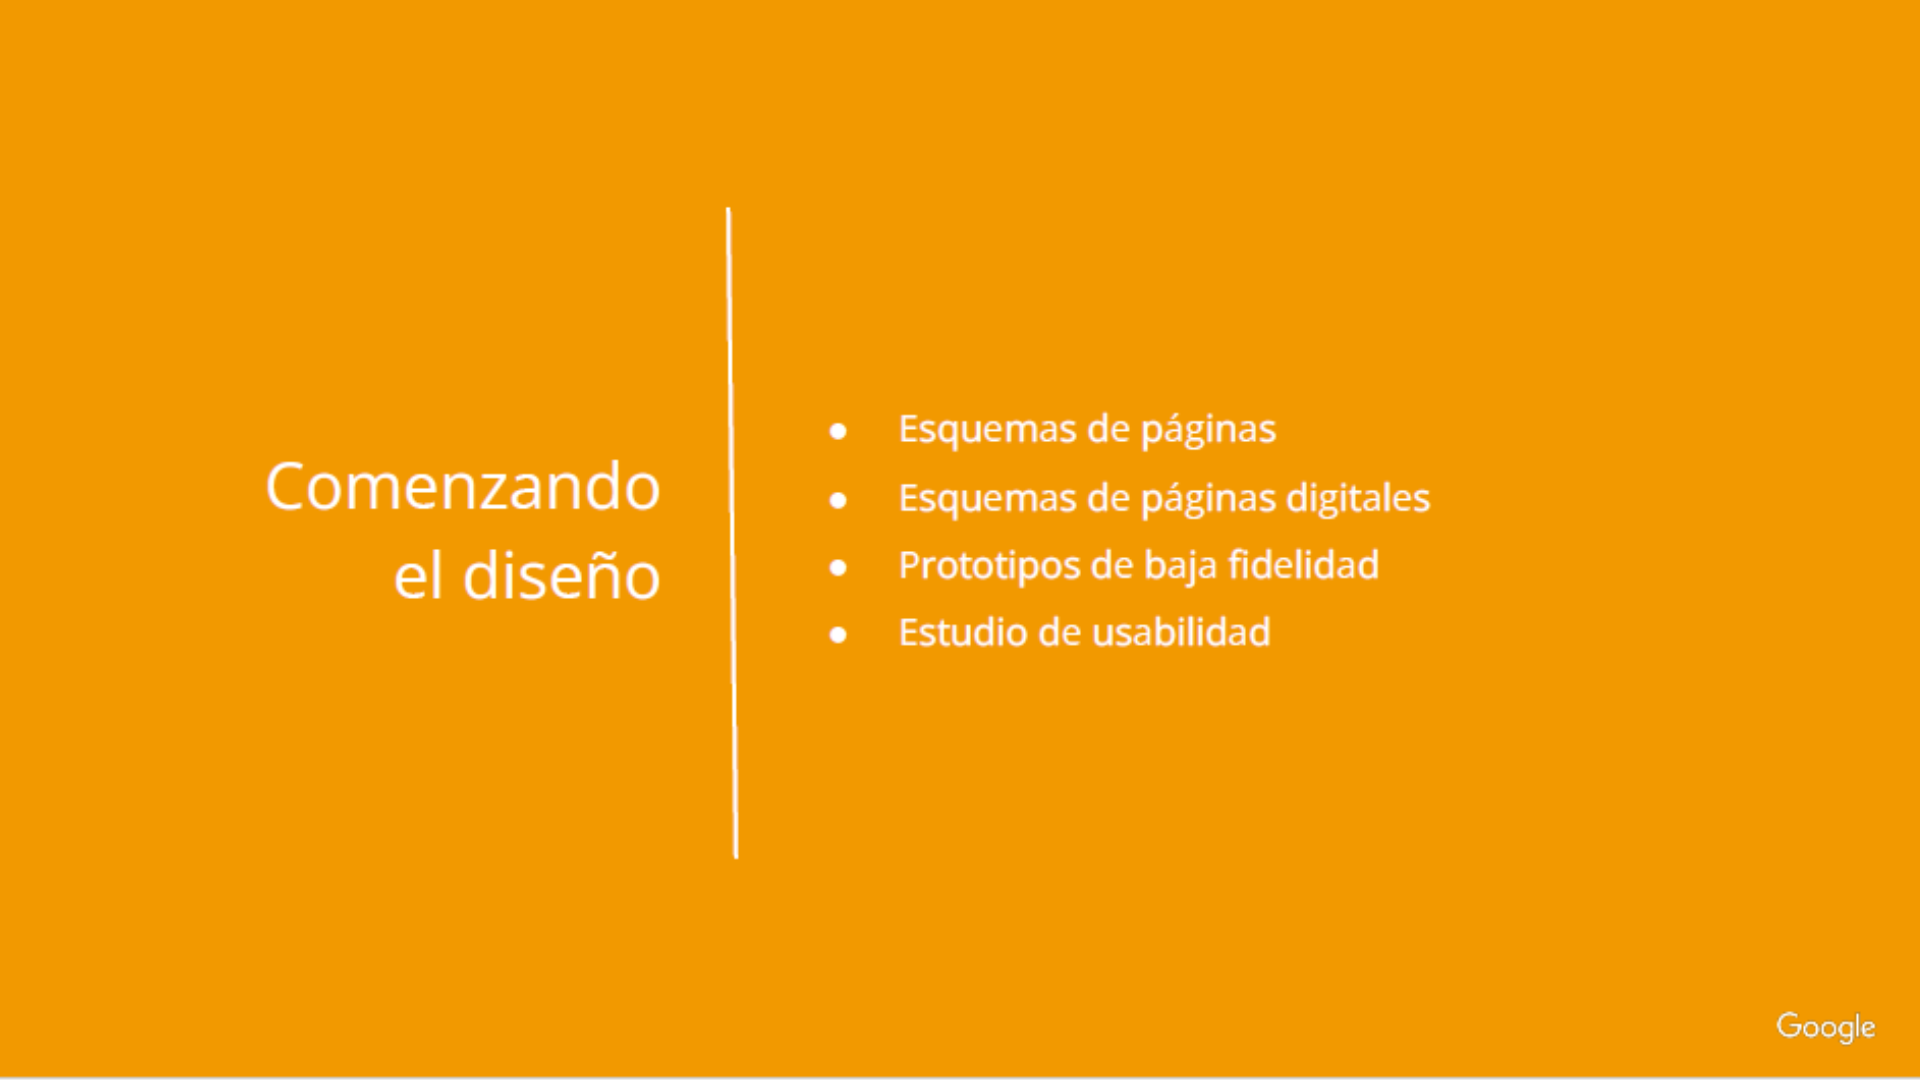 Comenzando
el diseño
● Esquemas de páginas
● Esquemas de páginas digitales
● Prototipos de baja fidelidad
● Estudio de usabilidad
Google